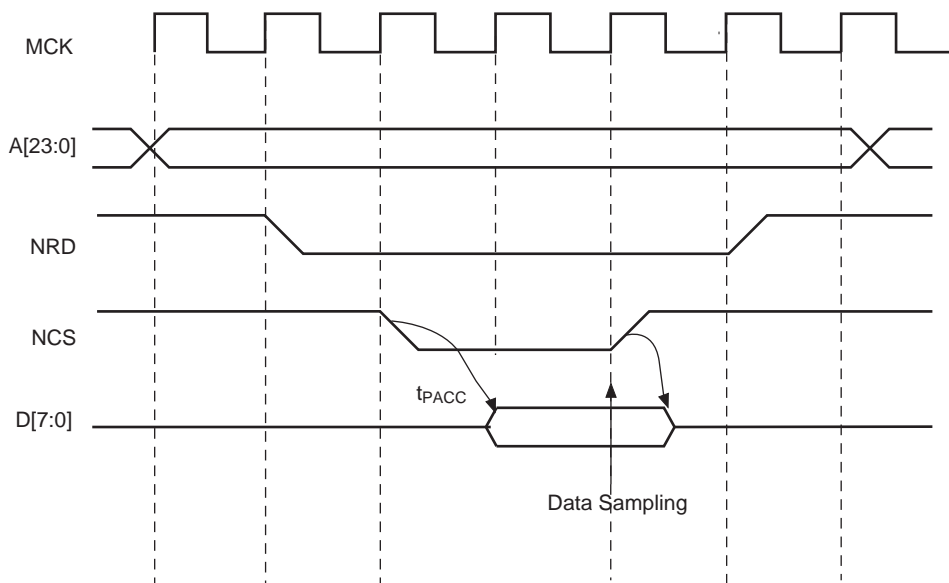 MCK
A[23:0]
NRD
NCS
tPACC
D[7:0]
Data Sampling